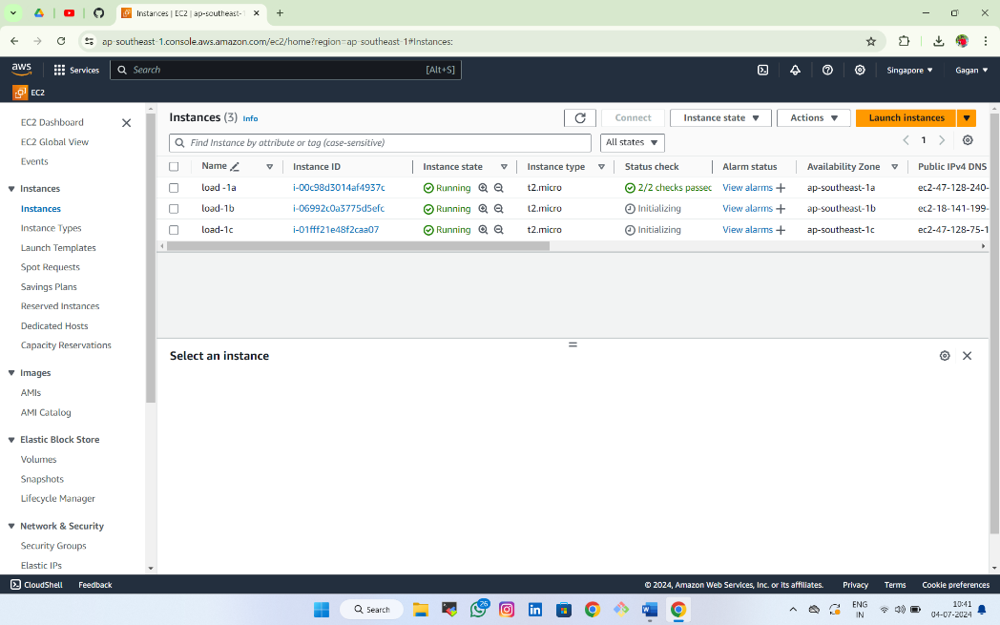 Instances | EC2 | ap-southeast-1
ap-southeast-1.console.aws.amazon.com/ec2/home?region=ap-southeast-1#Instances:
aws
Services
Search
[Alt+S]
Singapore
Gagan
EC2
EC2 Dashboard
EC2 Global View
Events
Instances
Instances
Instance Types
Launch Templates
Spot Requests
Savings Plans
Reserved Instances
Dedicated Hosts
Capacity Reservations
Images
AMIs
AMI Catalog
Elastic Block Store
Volumes
Snapshots
Lifecycle Manager
Network & Security
Security Groups
Elastic IPs
Instances (3) Info
Connect
Instance state
Actions
Launch instances
Find Instance by attribute or tag (case-sensitive)
All states
1
Name Instance ID Instance state Instance type Status check Alarm status Availability Zone Public IPv4 DNS
load -1a i-00c98d3014af4937c Running t2.micro 2/2 checks passed View alarms + ap-southeast-1a ec2-47-128-240-
load-1b i-06992c0a3775d5efc Running t2.micro Initializing View alarms + ap-southeast-1b ec2-18-141-199-
load-1c i-01fff21e48f2caa07 Running t2.micro Initializing View alarms + ap-southeast-1c ec2-47-128-75-1
Select an instance
CloudShell Feedback © 2024, Amazon Web Services, Inc. or its affiliates. Privacy Terms Cookie preferences
Search
26
ENG
IN
10:41
04-07-2024